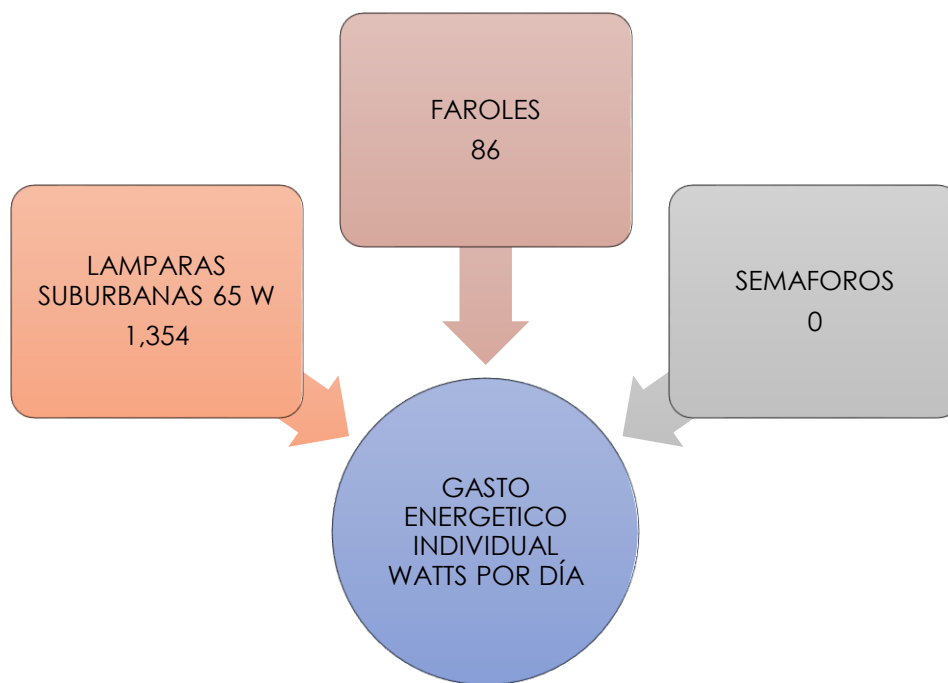 FAROLES
86
LAMPARAS
SUBURBANAS 65 W
1,354
SEMAFOROS
0
GASTO
ENERGETICO
INDIVIDUAL
WATTS POR DÍA